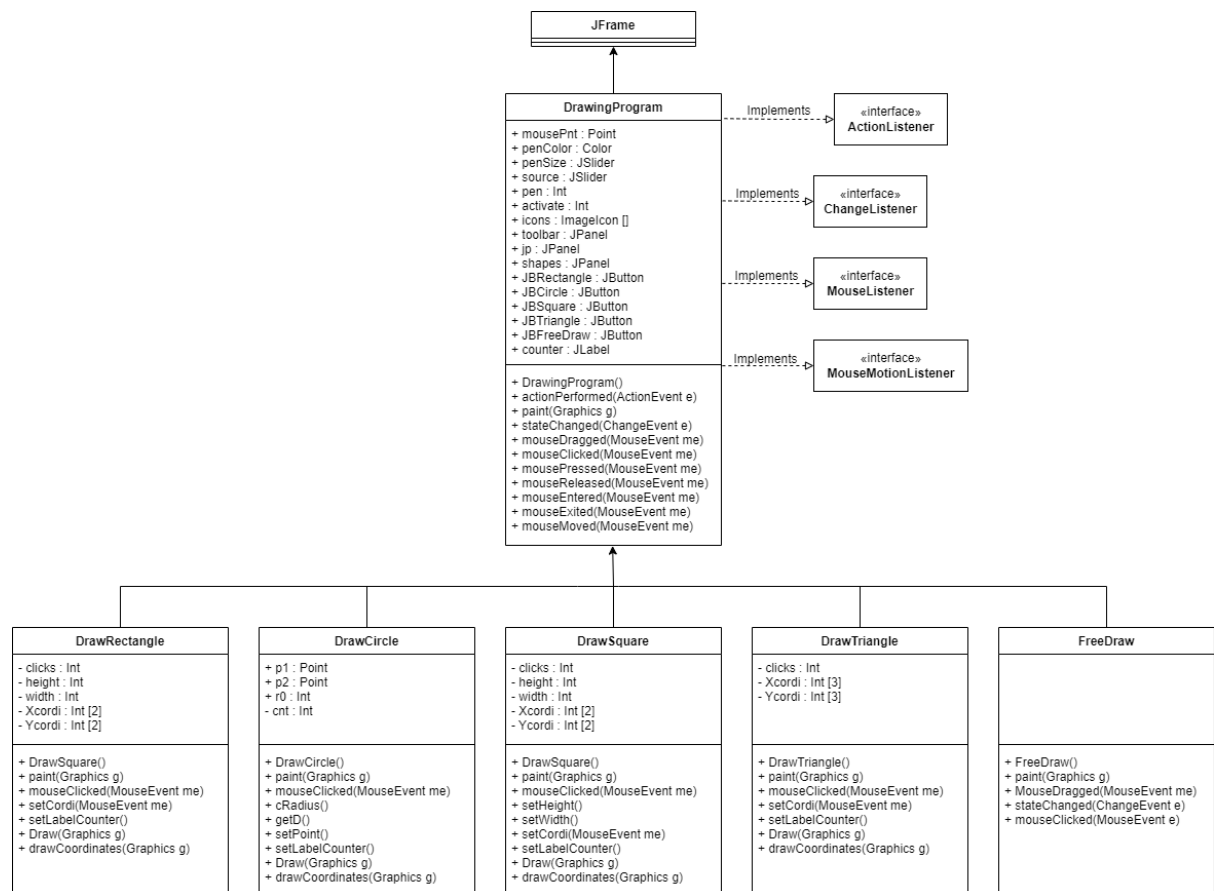 JFrame
DrawingProgram
+ mousePnt : Point
+ penColor : Color
+ penSize : JSlider
+ source : JSlider
+ pen : Int
+ activate : Int
+ icons : ImageIcon []
+ toolbar : JPanel
+ jp : JPanel
+ shapes : JPanel
+ JBRectangle : JButton
+ JBCircle : JButton
+ JBSquare : JButton
+ JBTriangle : JButton
+ JBFreeDraw : JButton
+ counter : JLabel
+ DrawingProgram()
+ actionPerformed(ActionEvent e)
+ paint(Graphics g)
+ stateChanged(ChangeEvent e)
+ mouseDragged(MouseEvent me)
+ mouseClicked(MouseEvent me)
+ mousePressed(MouseEvent me)
+ mouseReleased(MouseEvent me)
+ mouseEntered(MouseEvent me)
+ mouseExited(MouseEvent me)
+ mouseMoved(MouseEvent me)
Implements
«interface»
ActionListener
Implements
«interface»
ChangeListener
Implements
«interface»
MouseListener
Implements
«interface»
MouseMotionListener
DrawRectangle
- clicks : Int
- height : Int
- width : Int
- Xcordi : Int [2]
- Ycordi : Int [2]
+ DrawSquare()
+ paint(Graphics g)
+ mouseClicked(MouseEvent me)
+ setCordi(MouseEvent me)
+ setLabelCounter()
+ Draw(Graphics g)
+ drawCoordinates(Graphics g)
DrawCircle
+ p1 : Point
+ p2 : Point
+ r0 : Int
- cnt : Int
+ DrawCircle()
+ paint(Graphics g)
+ mouseClicked(MouseEvent me)
+ cRadius()
+ getD()
+ setPoint()
+ setLabelCounter()
+ Draw(Graphics g)
+ drawCoordinates(Graphics g)
DrawSquare
- clicks : Int
- height : Int
- width : Int
- Xcordi : Int [2]
- Ycordi : Int [2]
+ DrawSquare()
+ paint(Graphics g)
+ mouseClicked(MouseEvent me)
+ setHeight()
+ setWidth()
+ setCordi(MouseEvent me)
+ setLabelCounter()
+ Draw(Graphics g)
+ drawCoordinates(Graphics g)
DrawTriangle
- clicks : Int
- Xcordi : Int [3]
- Ycordi : Int [3]
+ DrawTriangle()
+ paint(Graphics g)
+ mouseClicked(MouseEvent me)
+ setCordi(MouseEvent me)
+ setLabelCounter()
+ Draw(Graphics g)
+ drawCoordinates(Graphics g)
FreeDraw
+ FreeDraw()
+ paint(Graphics g)
+ MouseDragged(MouseEvent me)
+ stateChanged(ChangeEvent e)
+ mouseClicked(MouseEvent e)